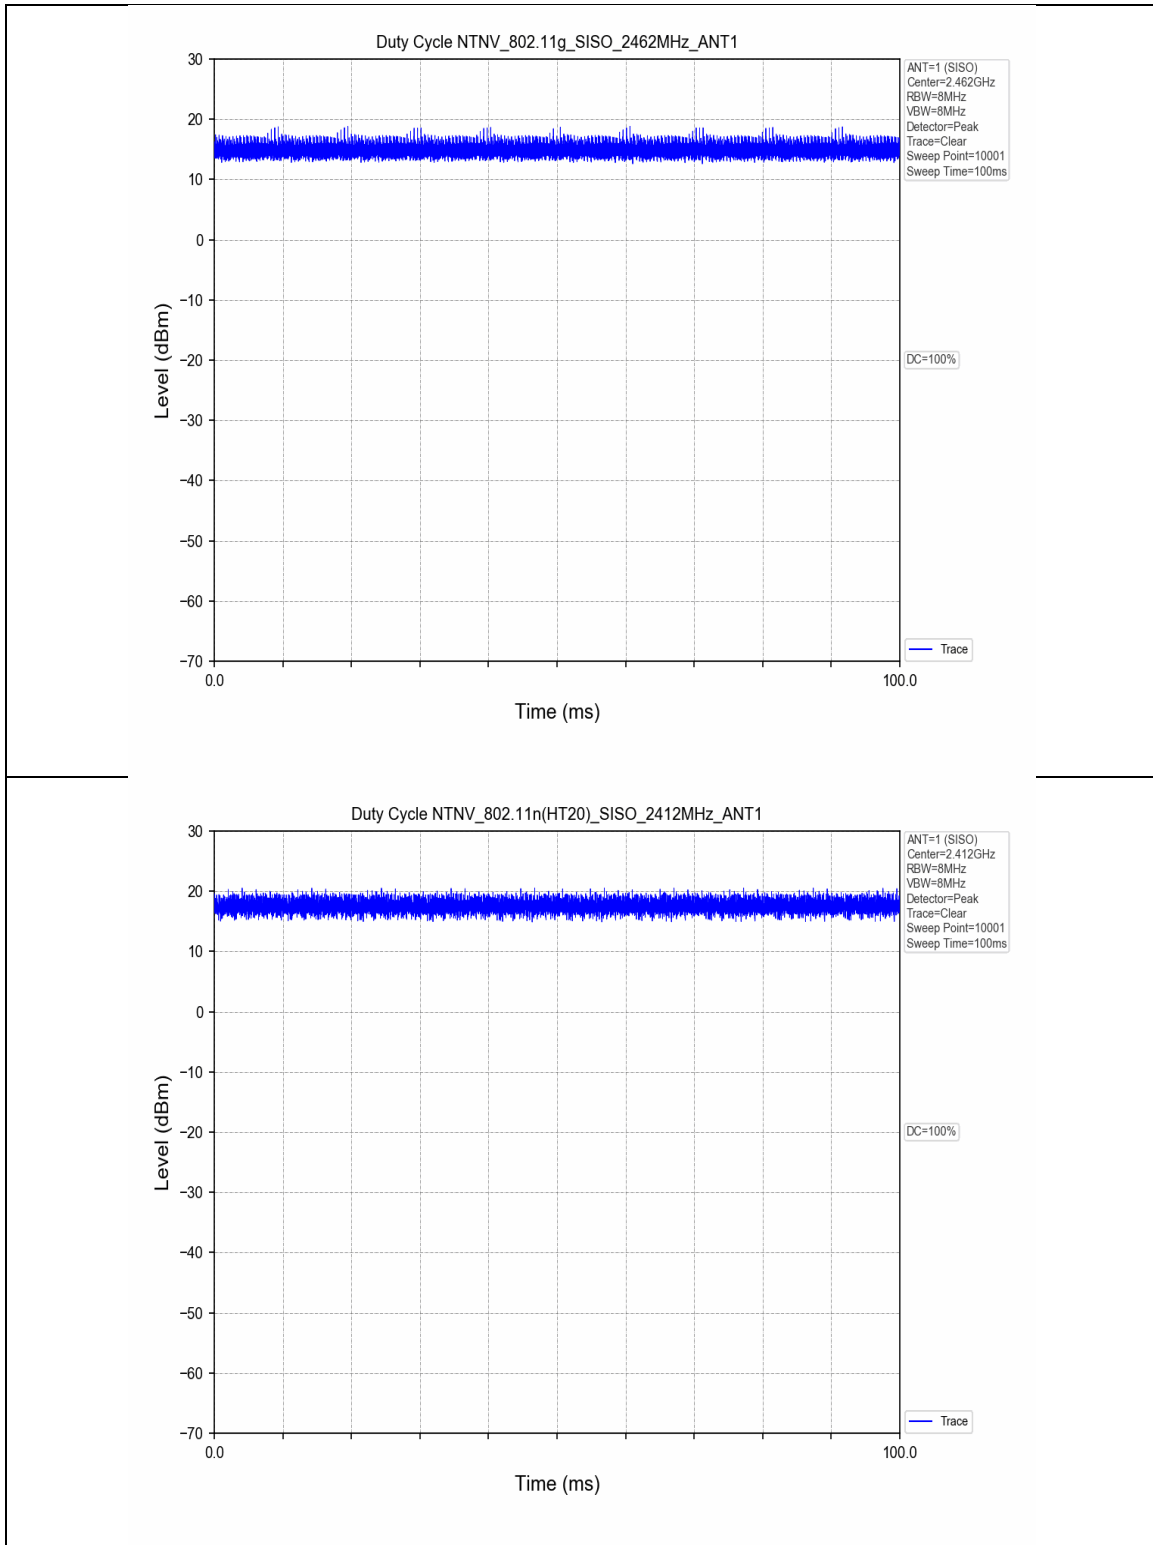 Duty Cycle NTNV_802.11g_SISO_2462MHz_ANT1
30
20
10
0
−10
−20
−30
−40
−50
−60
−70
Level (dBm)
0.0
100.0
Time (ms)
ANT=1 (SISO)
Center=2.462GHz
RBW=8MHz
VBW=8MHz
Detector=Peak
Trace=Clear
Sweep Point=10001
Sweep Time=100ms
DC=100%
Trace
Duty Cycle NTNV_802.11n(HT20)_SISO_2412MHz_ANT1
30
20
10
0
−10
−20
−30
−40
−50
−60
−70
Level (dBm)
0.0
100.0
Time (ms)
ANT=1 (SISO)
Center=2.412GHz
RBW=8MHz
VBW=8MHz
Detector=Peak
Trace=Clear
Sweep Point=10001
Sweep Time=100ms
DC=100%
Trace